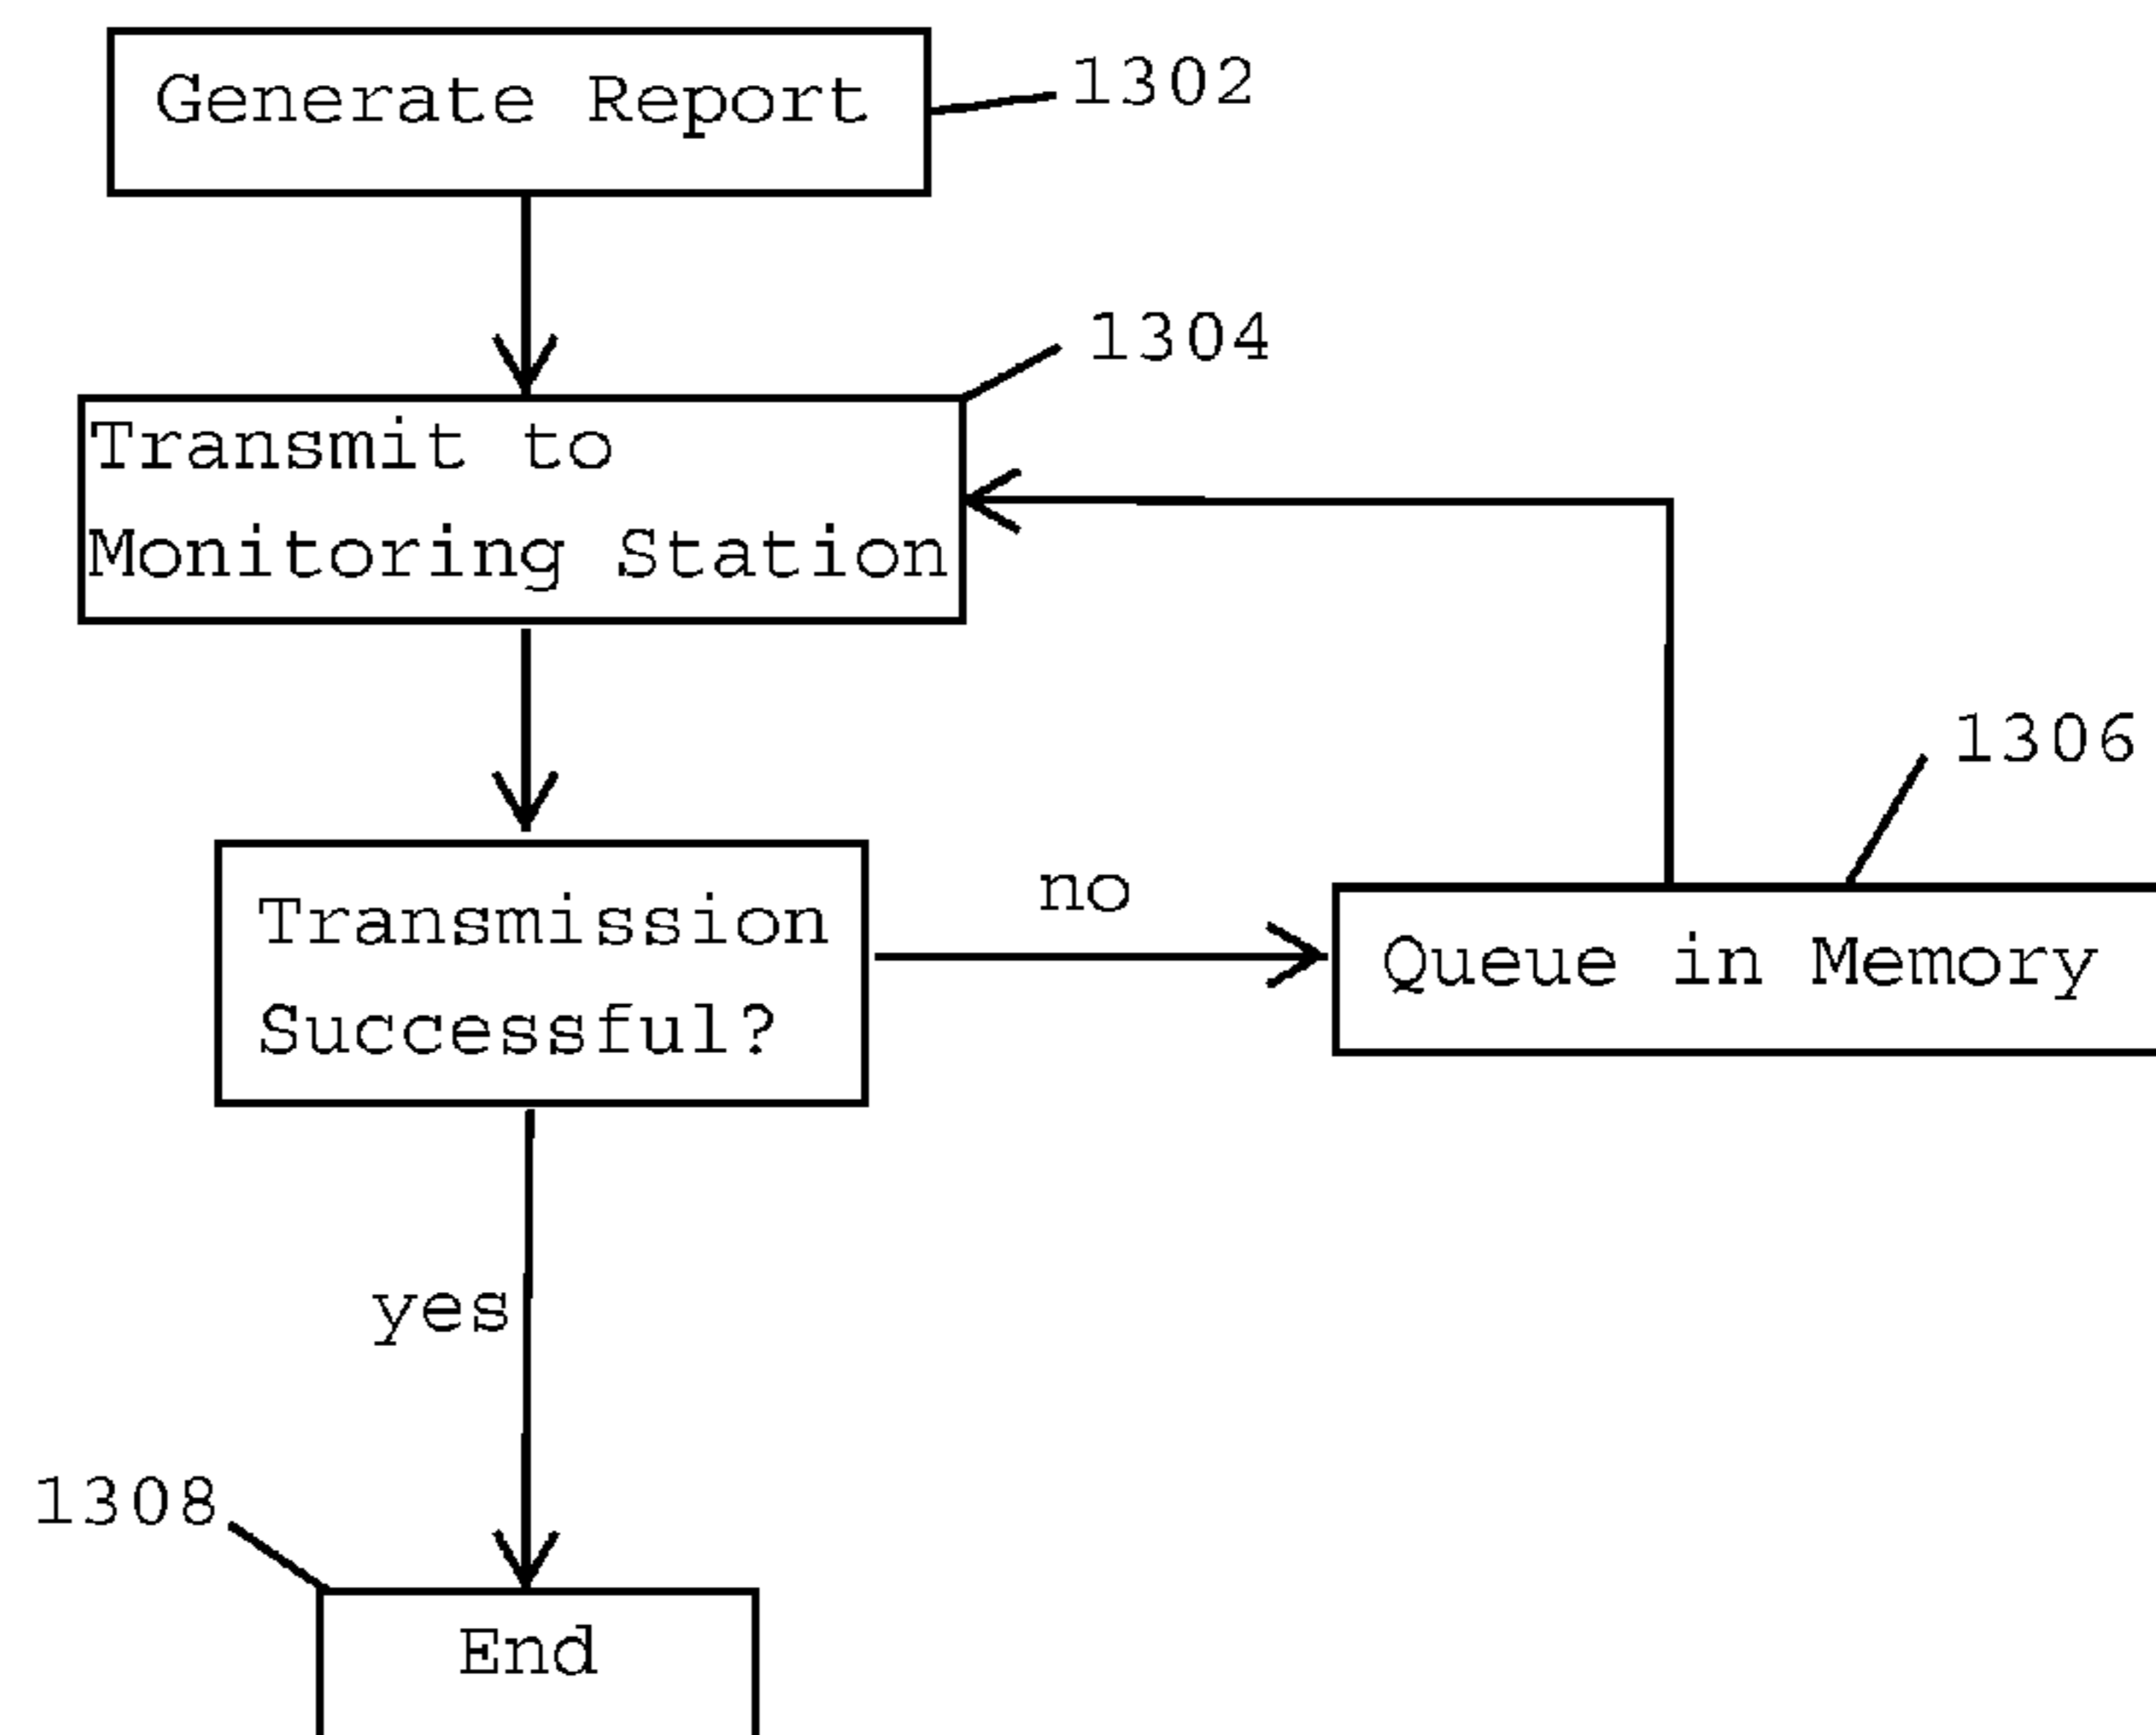 Generate Report
1302
1304
Transmit to
Monitoring Station
1306
no
Transmission
Successful?
Queue in Memory
yes
1308
End